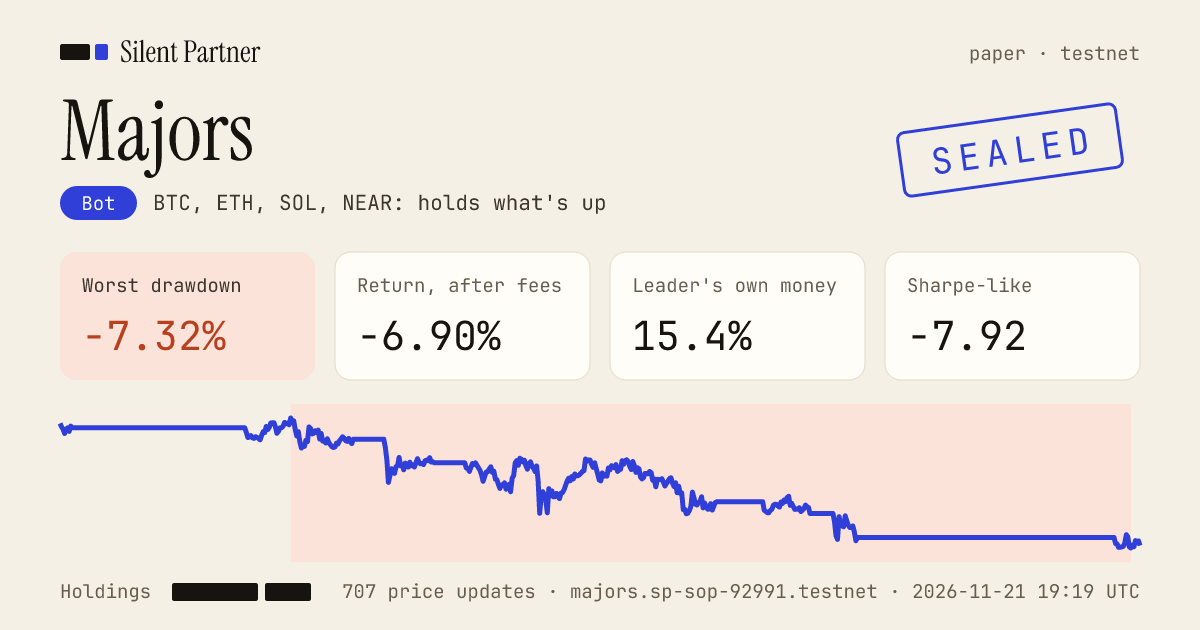 Silent Partner
paper · testnet
Majors
SEALED
Bot
BTC, ETH, SOL, NEAR: holds what's up
Worst drawdown
-7.32%
Return, after fees
-6.90%
Leader's own money
15.4%
Sharpe-like
-7.92
Holdings
707 price updates · majors.sp-sop-92991.testnet · 2026-11-21 19:19 UTC